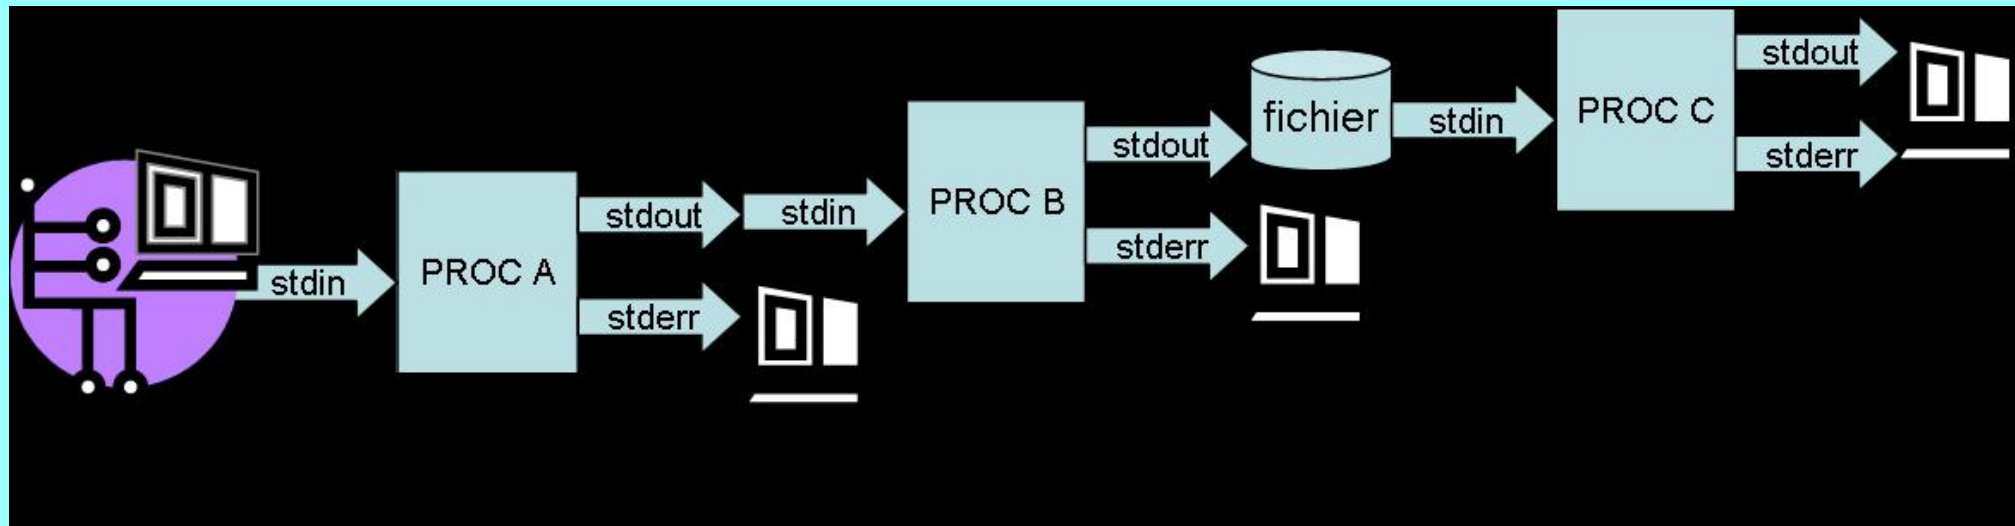 stdin
PROC A
stdout
stderr
stdin
PROC B
stdout
stderr
fichier
stdin
PROC C
stdout
stderr